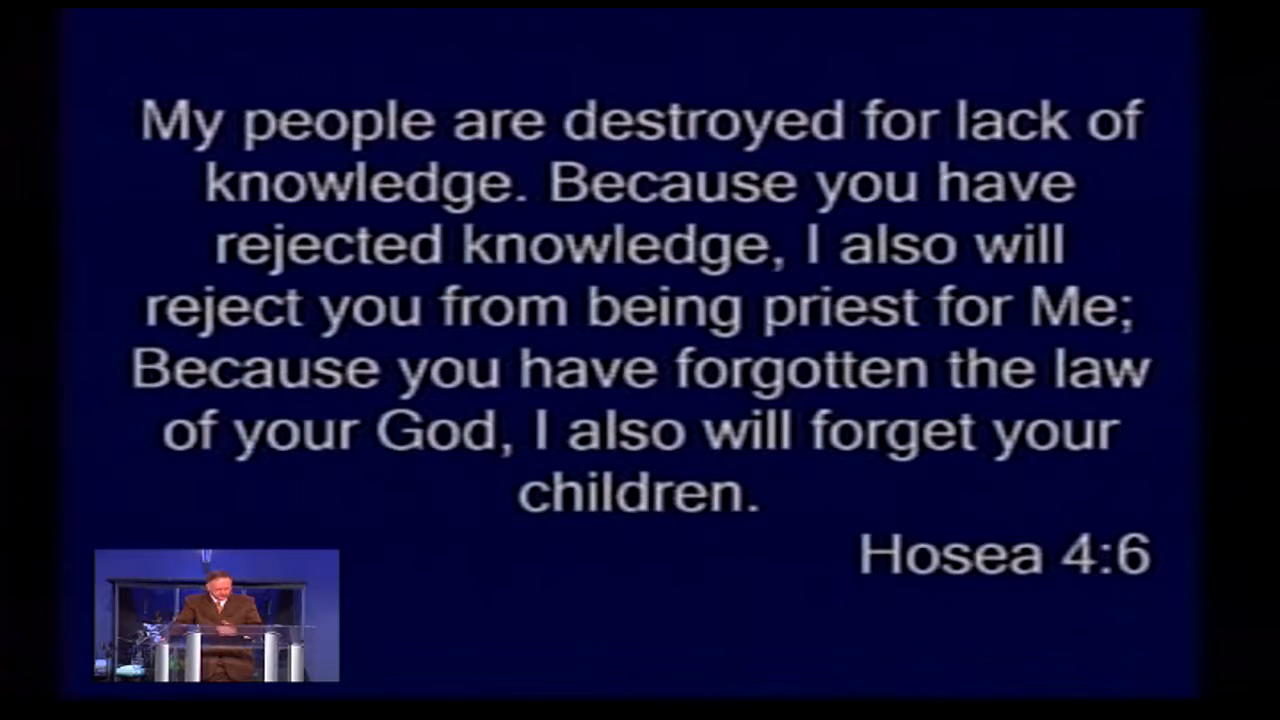 My people are destroyed for lack of
knowledge. Because you have
rejected knowledge, I also will
reject you from being priest for Me;
Because you have forgotten the law
of your God, I also will forget your
children.
Hosea 4:6